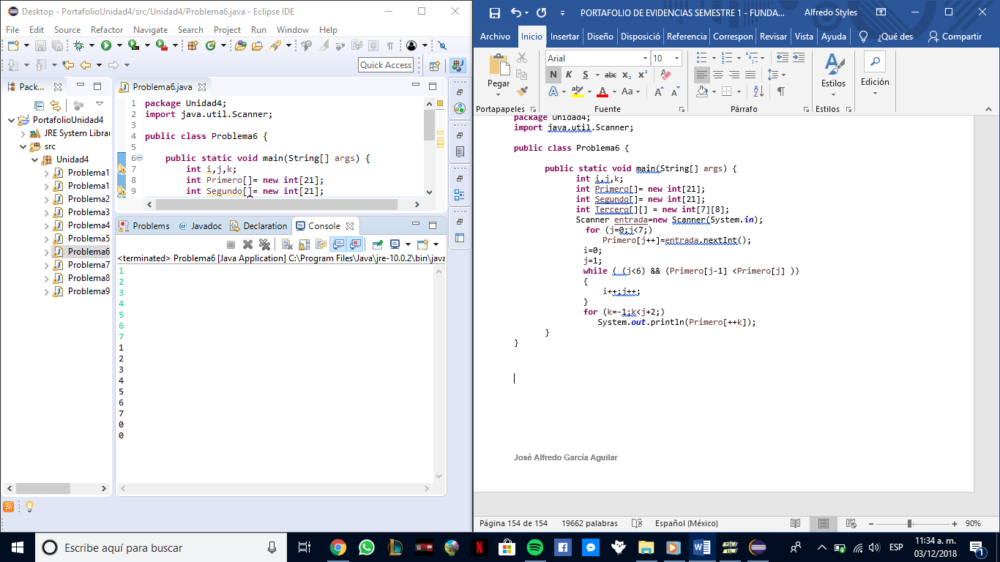 Desktop - PortafolioUnidad4/src/Unidad4/Problema6.java - Eclipse IDE
File Edit Source Refactor Navigate Search Project Run Window Help
Quick Access
Pack...
PortafolioUnidad4
JRE System Librar
src
Unidad4
Problema1
Problema1
Problema2
Problema3
Problema4
Problema5
Problema6
Problema7
Problema8
Problema9
Problema6.java
1 package Unidad4;
2 import java.util.Scanner;
3
4 public class Problema6 {
5
6 public static void main(String[] args) {
7 int i,j,k;
8 int Primero[]= new int[21];
9 int Segundo[]= new int[21];
Problems @ Javadoc Declaration Console
<terminated> Problema6 [Java Application] C:\Program Files\Java\jre-10.0.2\bin\java
1
2
3
4
5
6
7
1
2
3
4
5
6
7
0
0
PORTAFOLIO DE EVIDENCIAS SEMESTRE 1 - FUNDA... Alfredo Styles
Archivo Inicio Insertar Diseño Disposició Referencia Correspon Revisar Vista Ayuda ¿Qué des Compartir
Pegar
Arial 10
N K S abc x₂ x²
A aby A Aa A A
Estilos
Edición
Portapapeles Fuente Párrafo Estilos
package Unidad4;
import java.util.Scanner;
public class Problema6 {
public static void main(String[] args) {
int i,j,k;
int Primero[]= new int[21];
int Segundo[]= new int[21];
int Tercero[][] = new int[7][8];
Scanner entrada=new Scanner(System.in);
for (j=0;j<7;)
Primero[j++]=entrada.nextInt();
i=0;
j=1;
while ( (j<6) && (Primero[j-1] <Primero[j] ))
{
i++;j++;
}
for (k=-1;k<j+2;)
System.out.println(Primero[++k]);
}
}
José Alfredo García Aguilar
Página 154 de 154 19662 palabras Español (México) 90%
Escribe aquí para buscar
ESP
11:34 a. m.
03/12/2018
1